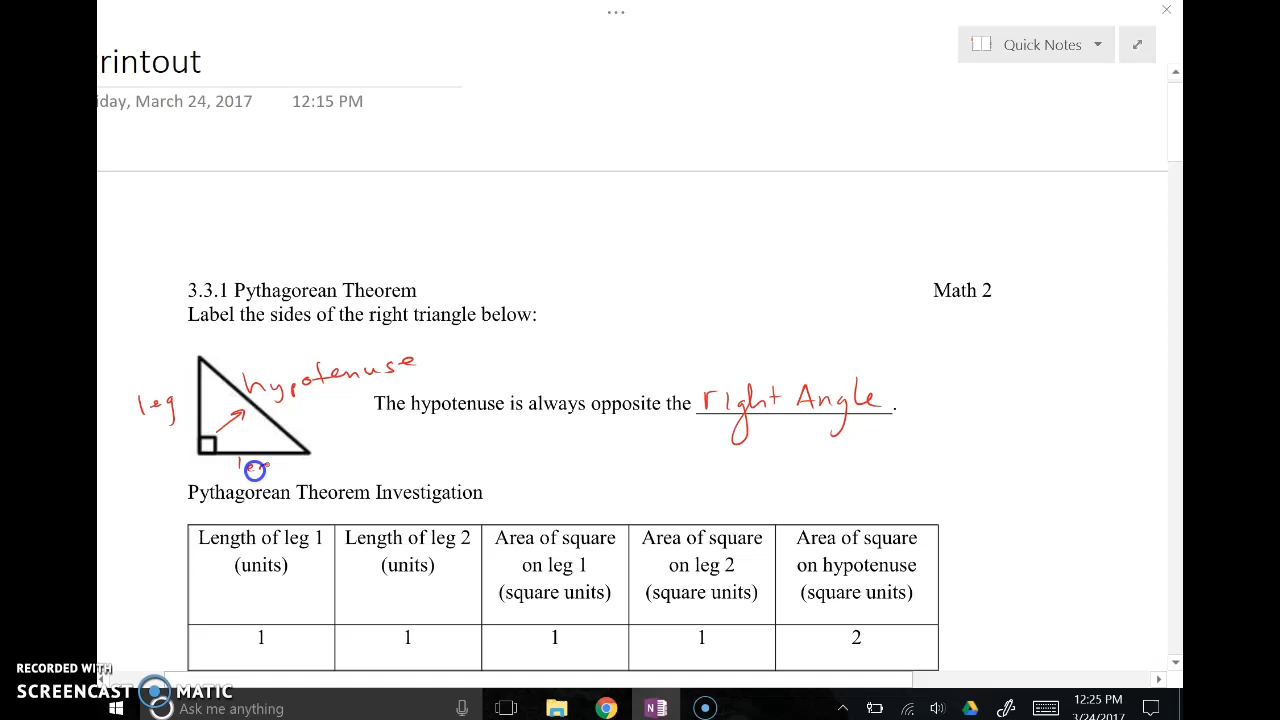 Quick Notes
rintout
iday, March 24, 2017 12:15 PM
3.3.1 Pythagorean Theorem Math 2
Label the sides of the right triangle below:
hypotenuse
leg
The hypotenuse is always opposite the right Angle.
Pythagorean Theorem Investigation
Length of leg 1 (units)
Length of leg 2 (units)
Area of square on leg 1 (square units)
Area of square on leg 2 (square units)
Area of square on hypotenuse (square units)
1 1 1 1 2
RECORDED WITH
SCREENCAST MATIC
Ask me anything
12:25 PM
3/24/2017